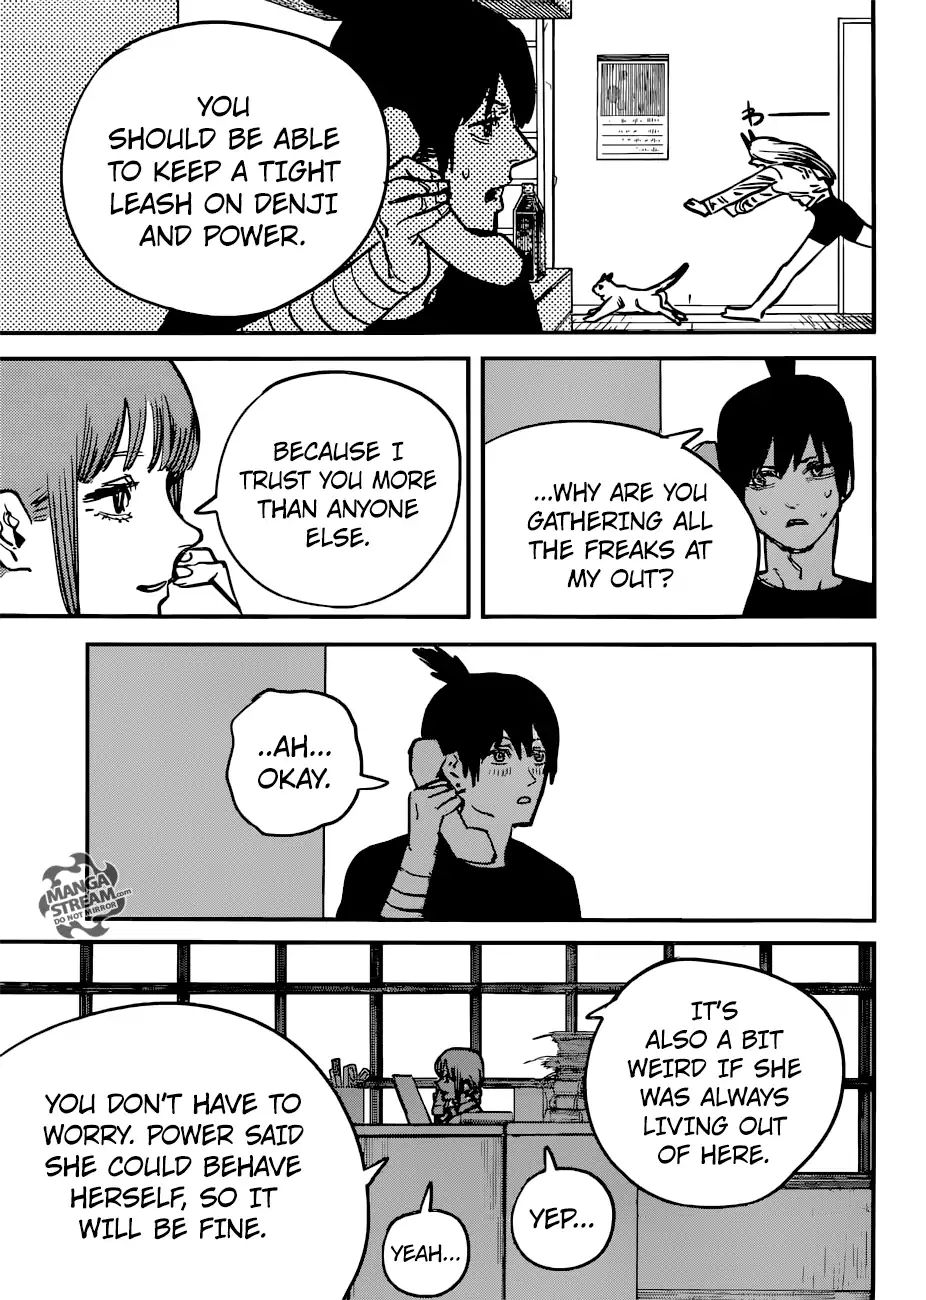 YOU
SHOULD BE ABLE
TO KEEP A TIGHT
LEASH ON DENJI
AND POWER.
わ
...WHY ARE YOU
GATHERING ALL
THE FREAKS AT
MY OUT?
BECAUSE I
TRUST YOU MORE
THAN ANYONE
ELSE.
..AH...
OKAY.
MANGA
STREAM.com
DO NOT MIRROR
IT'S
ALSO A BIT
WEIRD IF SHE
WAS ALWAYS
LIVING OUT
OF HERE.
YEP...
YEAH...
YOU DON'T HAVE TO
WORRY. POWER SAID
SHE COULD BEHAVE
HERSELF, SO IT
WILL BE FINE.